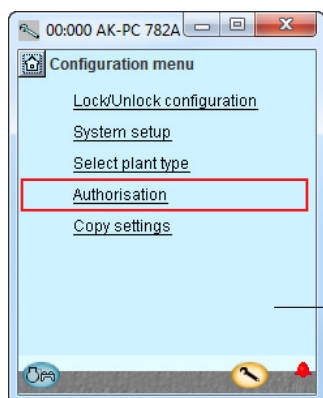 00:000 AK-PC 782A
Configuration menu
Lock/Unlock configuration
System setup
Select plant type
Authorisation
Copy settings